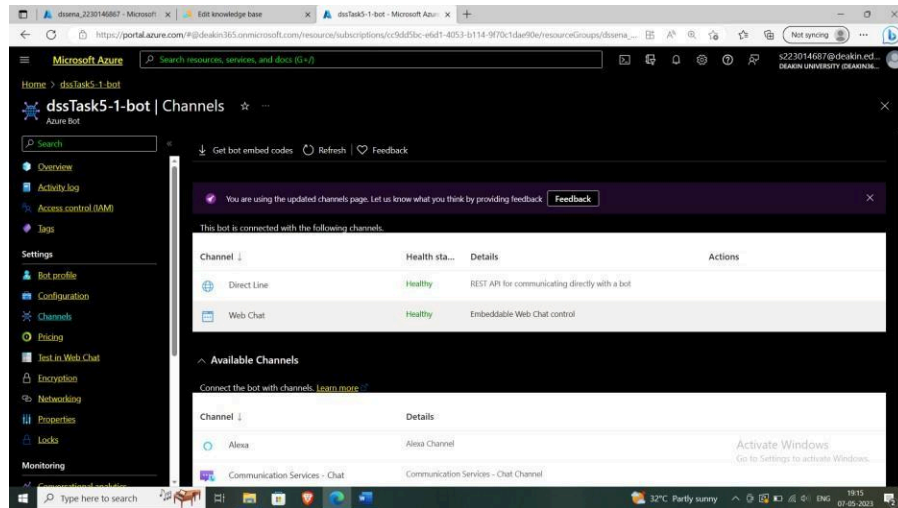 dssena_2230146867 - Microsoft
Edit knowledge base
dssTask5-1-bot - Microsoft Azur
https://portal.azure.com/#@deakin365.onmicrosoft.com/resource/subscriptions/cc9dd5bc-e6d1-4053-b114-9f70c1dae90e/resourceGroups/dssena_...
Not syncing
Microsoft Azure
Search resources, services, and docs (G+/)
s223014687@deakin.ed...
DEAKIN UNIVERSITY (DEAKIN36...
Home > dssTask5-1-bot
dssTask5-1-bot | Channels
Azure Bot
Search
Get bot embed codes Refresh Feedback
Overview
Activity log
Access control (IAM)
Tags
Settings
Bot profile
Configuration
Channels
Pricing
Test in Web Chat
Encryption
Networking
Properties
Locks
Monitoring
Conversational analytics
You are using the updated channels page. Let us know what you think by providing feedback Feedback
This bot is connected with the following channels.
Channel ↓ Health sta... Details Actions
Direct Line Healthy REST API for communicating directly with a bot
Web Chat Healthy Embeddable Web Chat control
Available Channels
Connect the bot with channels. Learn more
Channel ↓ Details
Alexa Alexa Channel
Communication Services - Chat Communication Services - Chat Channel
Activate Windows
Go to Settings to activate Windows.
Type here to search
32°C Partly sunny
ENG
19:15
07-05-2023